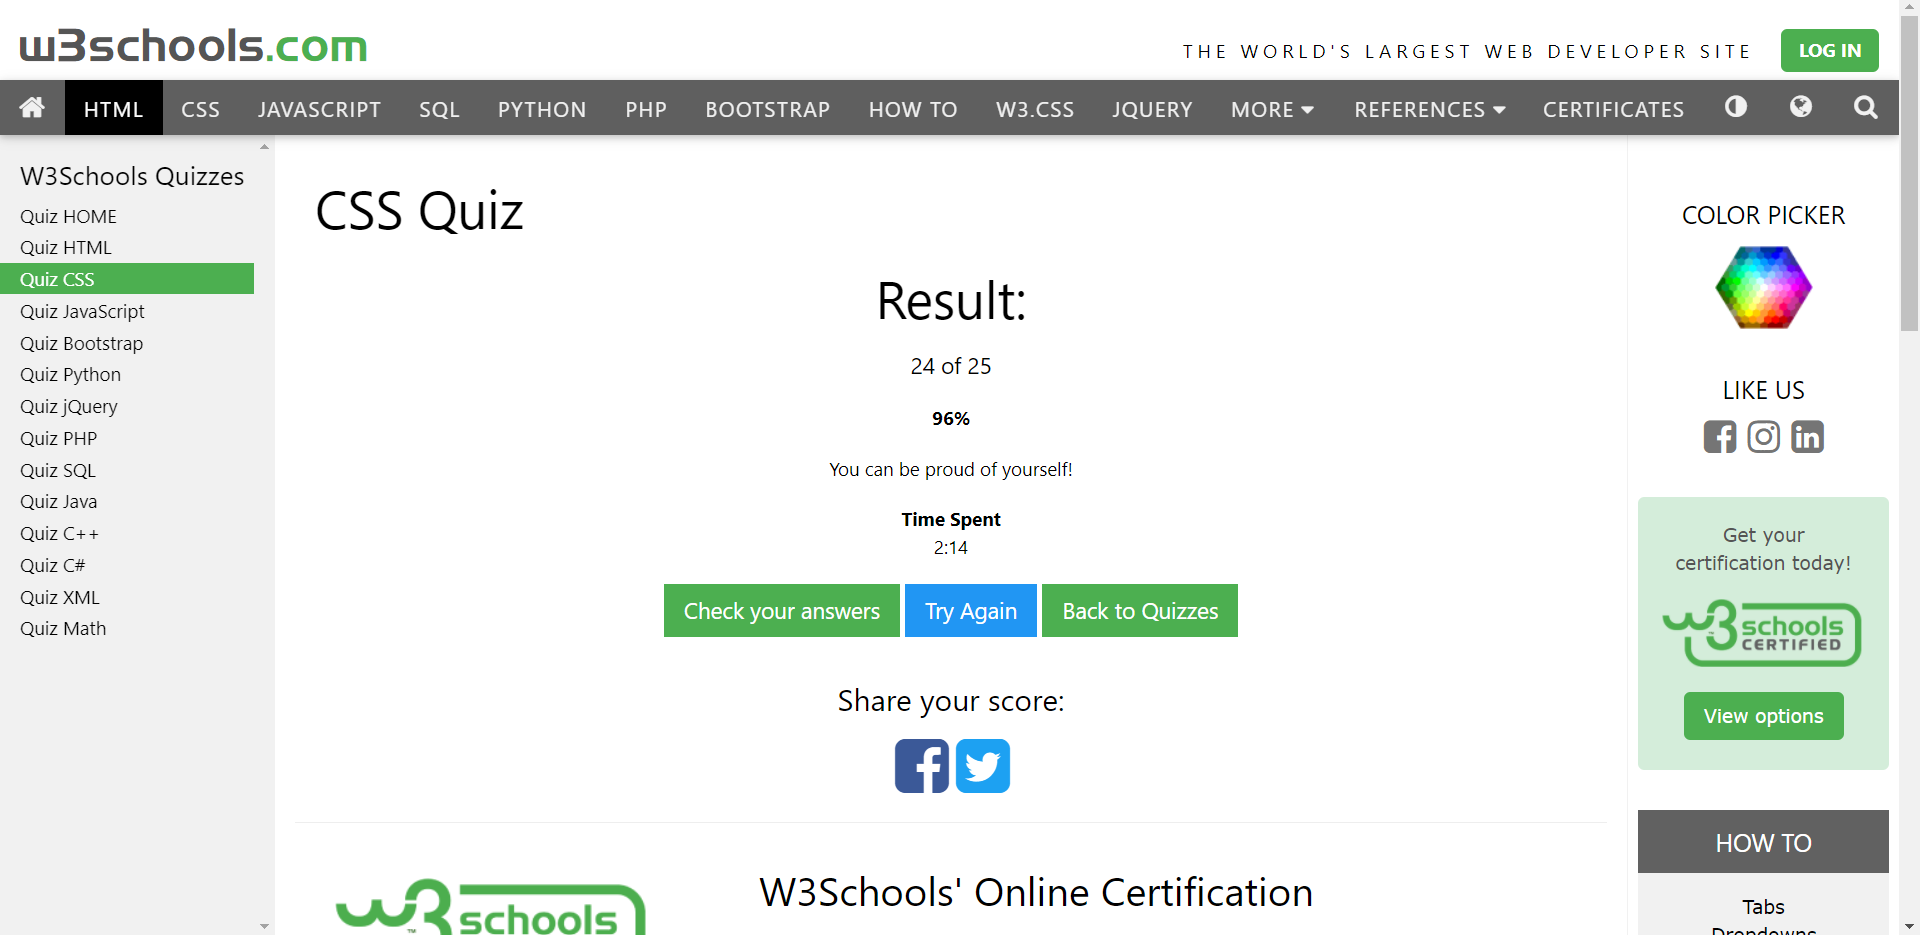 w3schools.com
THE WORLD'S LARGEST WEB DEVELOPER SITE
LOG IN
HTML CSS JAVASCRIPT SQL PYTHON PHP BOOTSTRAP HOW TO W3.CSS JQUERY MORE REFERENCES CERTIFICATES
W3Schools Quizzes
Quiz HOME
Quiz HTML
Quiz CSS
Quiz JavaScript
Quiz Bootstrap
Quiz Python
Quiz jQuery
Quiz PHP
Quiz SQL
Quiz Java
Quiz C++
Quiz C#
Quiz XML
Quiz Math
CSS Quiz
Result:
24 of 25
96%
You can be proud of yourself!
Time Spent
2:14
Check your answers
Try Again
Back to Quizzes
Share your score:
w3schools
W3Schools' Online Certification
COLOR PICKER
LIKE US
Get your
certification today!
w3schools
CERTIFIED
View options
HOW TO
Tabs
Dropdowns